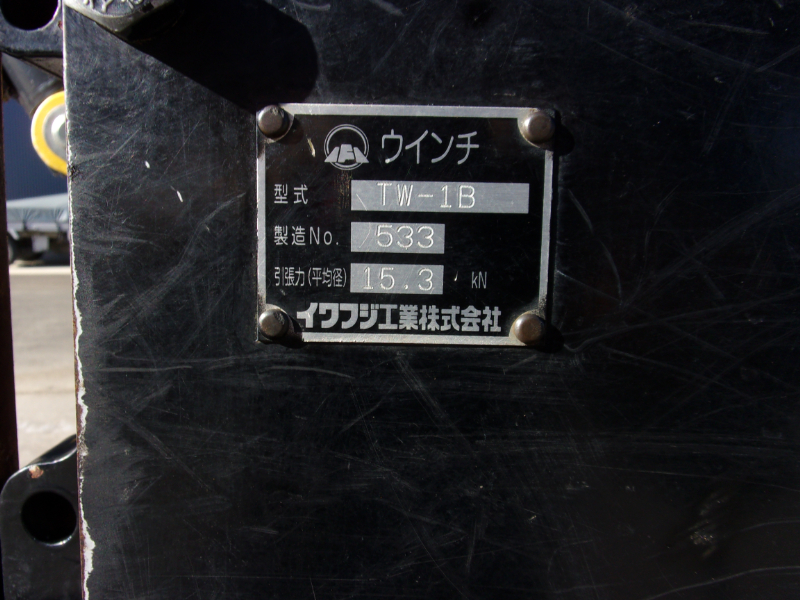 ウインチ
型式 TW-1B
製造No. 533
引張力(平均径) 15.3 kN
イワフジ工業株式会社